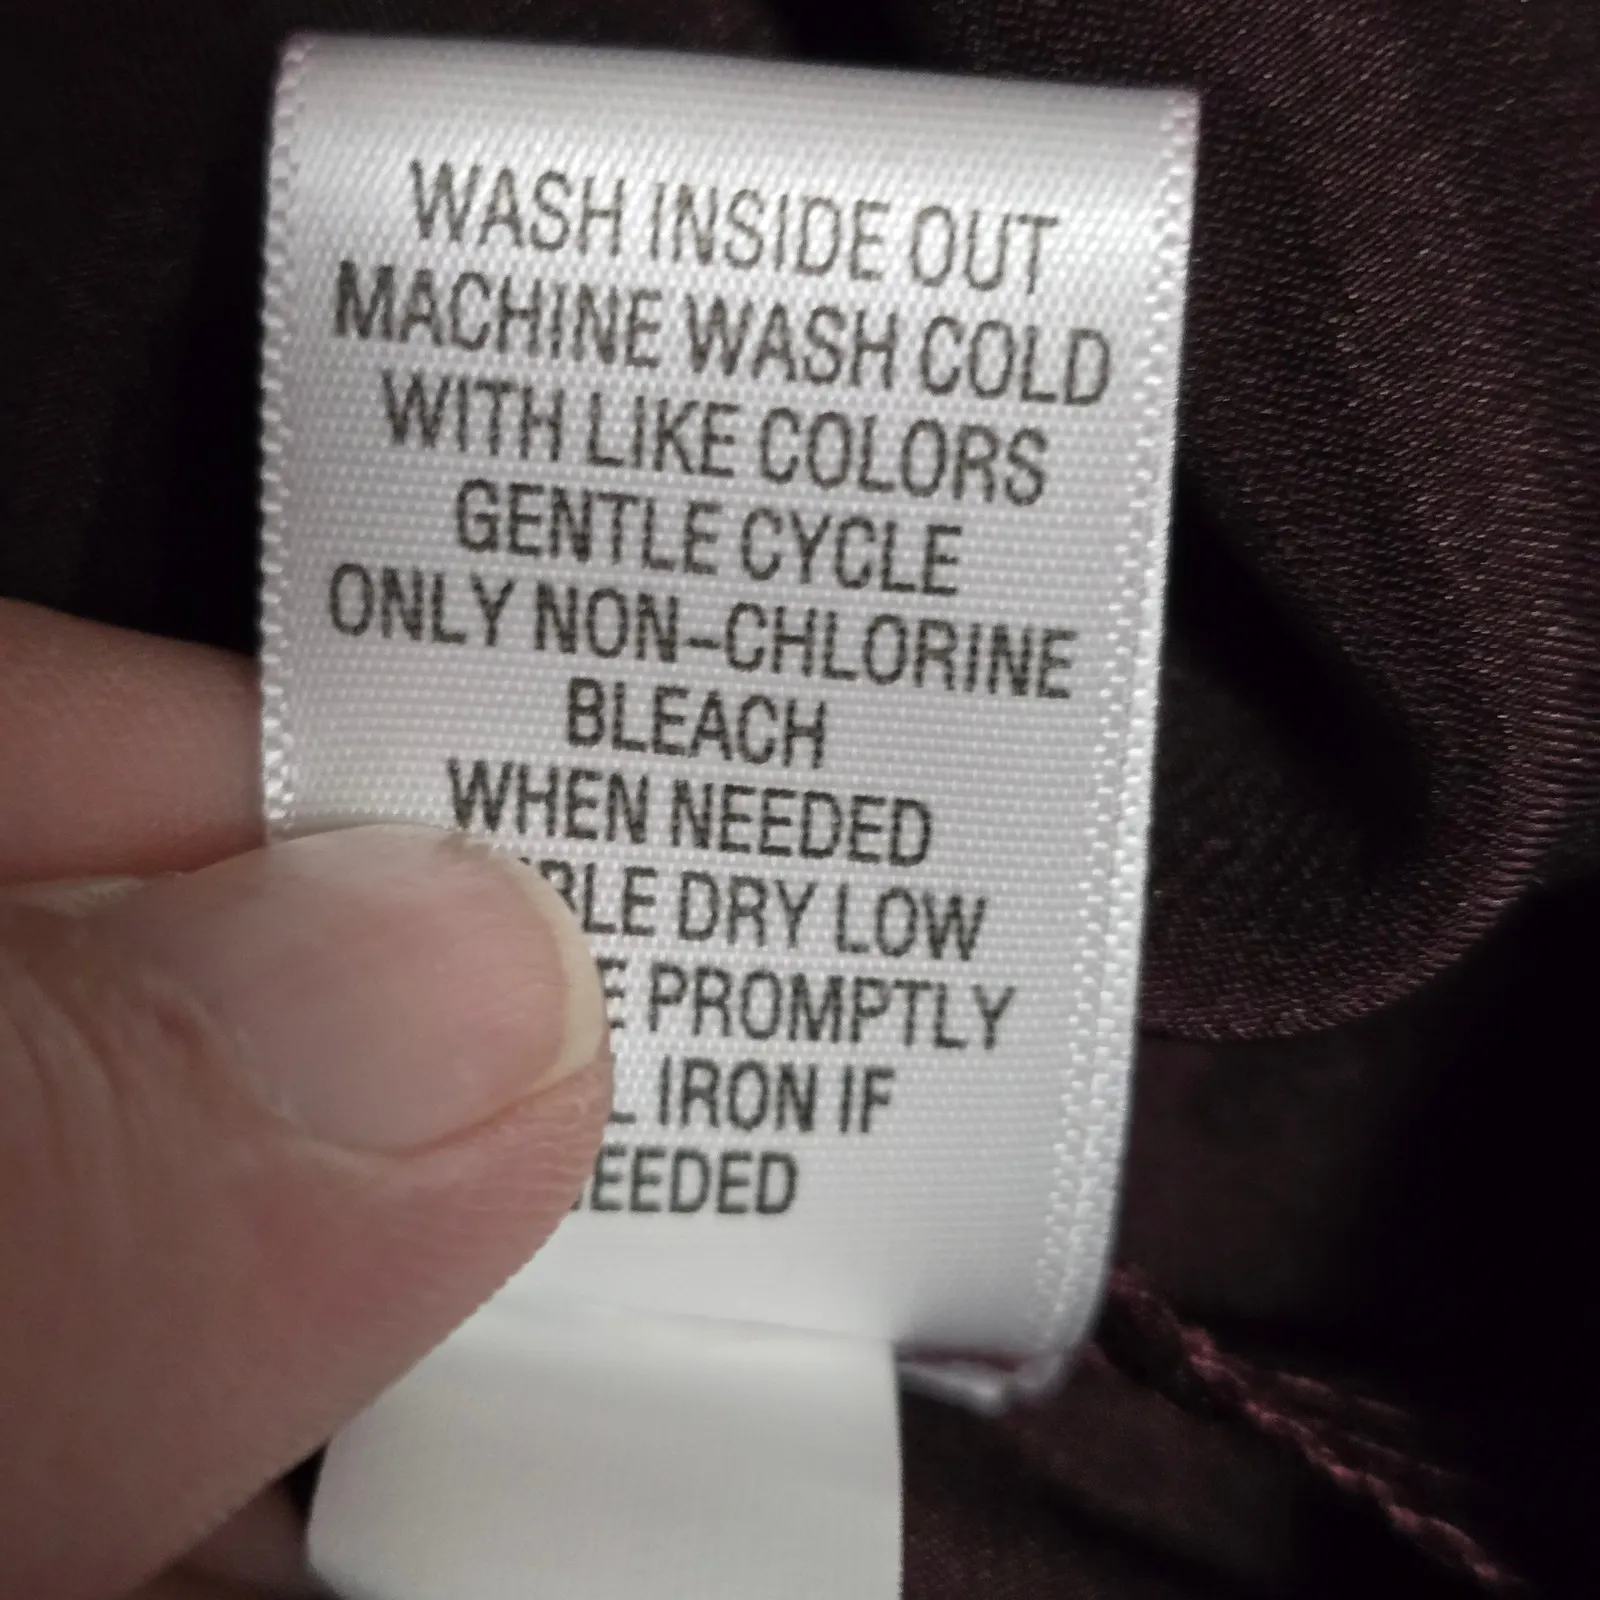 WASH INSIDE OUT
MACHINE WASH COLD
WITH LIKE COLORS
GENTLE CYCLE
ONLY NON-CHLORINE
BLEACH
WHEN NEEDED
DRY LOW
PROMPTLY
IRON IF
NEEDED